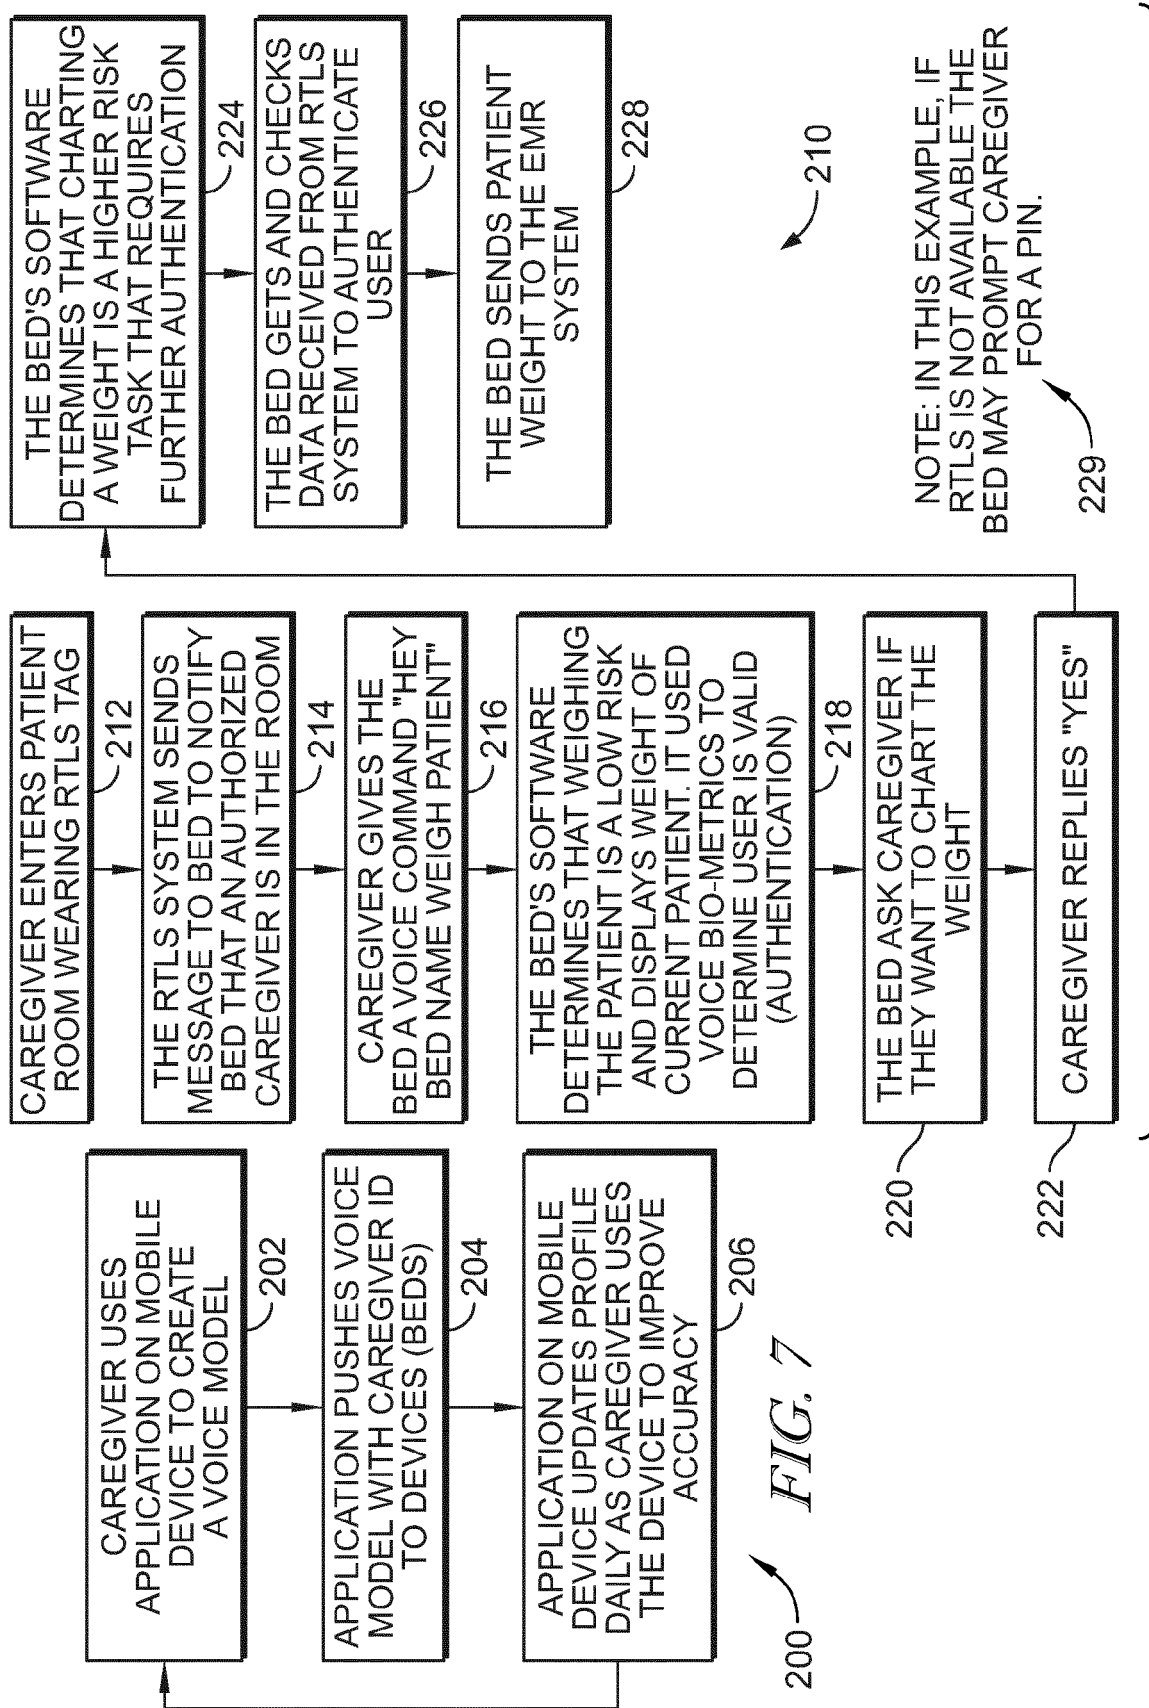 CAREGIVER USES
APPLICATION ON MOBILE
DEVICE TO CREATE
A VOICE MODEL
202
APPLICATION PUSHES VOICE
MODEL WITH CAREGIVER ID
TO DEVICES (BEDS)
204
APPLICATION ON MOBILE
DEVICE UPDATES PROFILE
DAILY AS CAREGIVER USES
THE DEVICE TO IMPROVE
ACCURACY
206
200
FIG. 7
CAREGIVER ENTERS PATIENT
ROOM WEARING RTLS TAG
212
THE RTLS SYSTEM SENDS
MESSAGE TO BED TO NOTIFY
BED THAT AN AUTHORIZED
CAREGIVER IS IN THE ROOM
214
CAREGIVER GIVES THE
BED A VOICE COMMAND "HEY
BED NAME WEIGH PATIENT"
216
THE BED'S SOFTWARE
DETERMINES THAT WEIGHING
THE PATIENT IS A LOW RISK
AND DISPLAYS WEIGHT OF
CURRENT PATIENT. IT USED
VOICE BIO-METRICS TO
DETERMINE USER IS VALID
(AUTHENTICATION)
218
THE BED ASK CAREGIVER IF
THEY WANT TO CHART THE
WEIGHT
220
CAREGIVER REPLIES "YES"
222
THE BED'S SOFTWARE
DETERMINES THAT CHARTING
A WEIGHT IS A HIGHER RISK
TASK THAT REQUIRES
FURTHER AUTHENTICATION
224
THE BED GETS AND CHECKS
DATA RECEIVED FROM RTLS
SYSTEM TO AUTHENTICATE
USER
226
THE BED SENDS PATIENT
WEIGHT TO THE EMR
SYSTEM
228
210
NOTE: IN THIS EXAMPLE, IF
RTLS IS NOT AVAILABLE THE
BED MAY PROMPT CAREGIVER
FOR A PIN.
229